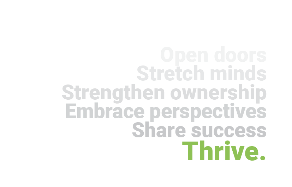 Open doors
Stretch minds
Strengthen ownership
Embrace perspectives
Share success
Thrive.